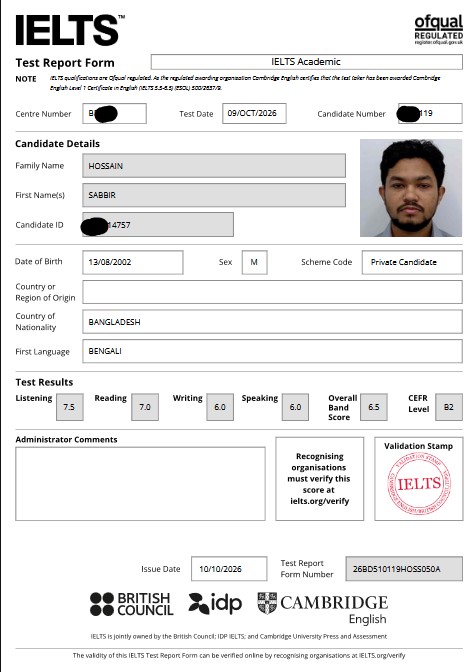 IELTS™
ofqual
REGULATED
register.ofqual.gov.uk
Test Report Form
IELTS Academic
NOTE IELTS qualifications are Ofqual regulated. As the regulated awarding organisation Cambridge English certifies that the test taker has been awarded Cambridge
English Level 1 Certificate in English (IELTS 5.5-6.5) (ESOL) 500/2657/9.
Centre Number B Test Date 09/OCT/2026 Candidate Number 119
Candidate Details
Family Name HOSSAIN
First Name(s) SABBIR
Candidate ID 14757
Date of Birth 13/08/2002 Sex M Scheme Code Private Candidate
Country or
Region of Origin
Country of
Nationality BANGLADESH
First Language BENGALI
Test Results
Listening 7.5 Reading 7.0 Writing 6.0 Speaking 6.0 Overall Band Score 6.5 CEFR Level B2
Administrator Comments
Recognising
organisations
must verify this
score at
ielts.org/verify
Validation Stamp
IELTS
Issue Date 10/10/2026 Test Report Form Number 26BD510119HOSS050A
BRITISH
COUNCIL
idp
CAMBRIDGE
English
IELTS is jointly owned by the British Council; IDP IELTS; and Cambridge University Press and Assessment
The validity of this IELTS Test Report Form can be verified online by recognising organisations at IELTS.org/verify